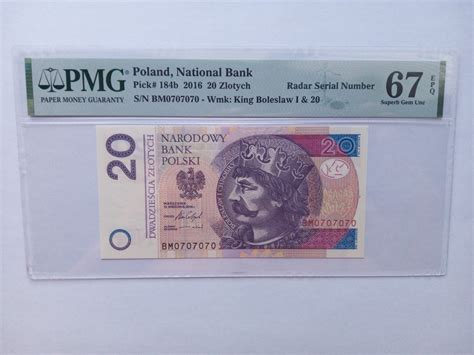 PMG
PAPER MONEY GUARANTY
Poland, National Bank
Pick# 184b 2016 20 Zlotych
S/N BM0707070 - Wmk: King Boleslaw I & 20
Radar Serial Number
67 EPQ
Superb Gem Unc
20
DWADZIEŚCIA ZŁOTYCH
NARODOWY
BANK
POLSKI
20
WARSZAWA
BM0707070
BM0707070